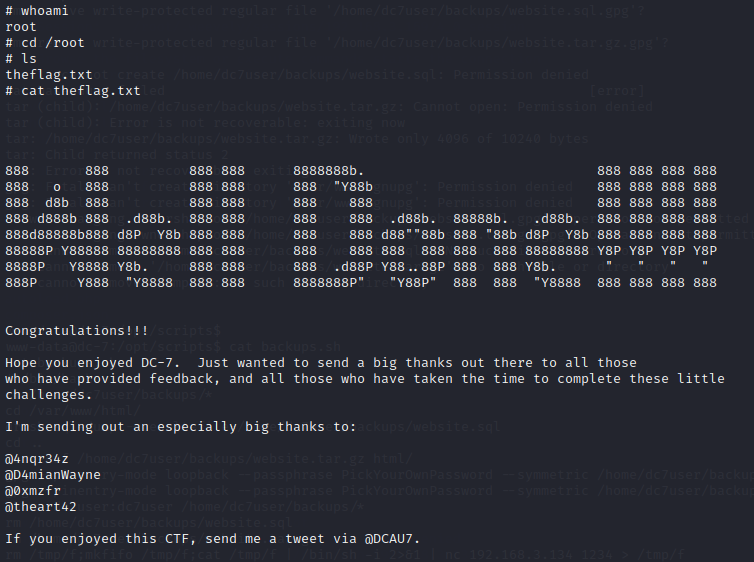 # whoami
root
# cd /root
# ls
theflag.txt
# cat theflag.txt
888       888          888 888      8888888b.                             888 888 888 888
888   o   888          888 888      888  "Y88b                            888 888 888 888
888  d8b  888          888 888      888    888                            888 888 888 888
888 d888b 888  .d88b.  888 888      888    888  .d88b.  88888b.   .d88b.  888 888 888 888
888d88888b888 d8P  Y8b 888 888      888    888 d88""88b 888 "88b d8P  Y8b 888 888 888 888
88888P Y88888 88888888 888 888      888    888 888  888 888  888 88888888 Y8P Y8P Y8P Y8P
8888P   Y8888 Y8b.     888 888      888  .d88P Y88..88P 888  888 Y8b.      "   "   "   "
888P     Y888  "Y8888  888 888      8888888P"   "Y88P"  888  888  "Y8888  888 888 888 888
Congratulations!!!
Hope you enjoyed DC-7.  Just wanted to send a big thanks out there to all those
who have provided feedback, and all those who have taken the time to complete these little
challenges.
I'm sending out an especially big thanks to:
@4nqr34z
@D4mianWayne
@0xmzfr
@theart42
If you enjoyed this CTF, send me a tweet via @DCAU7.